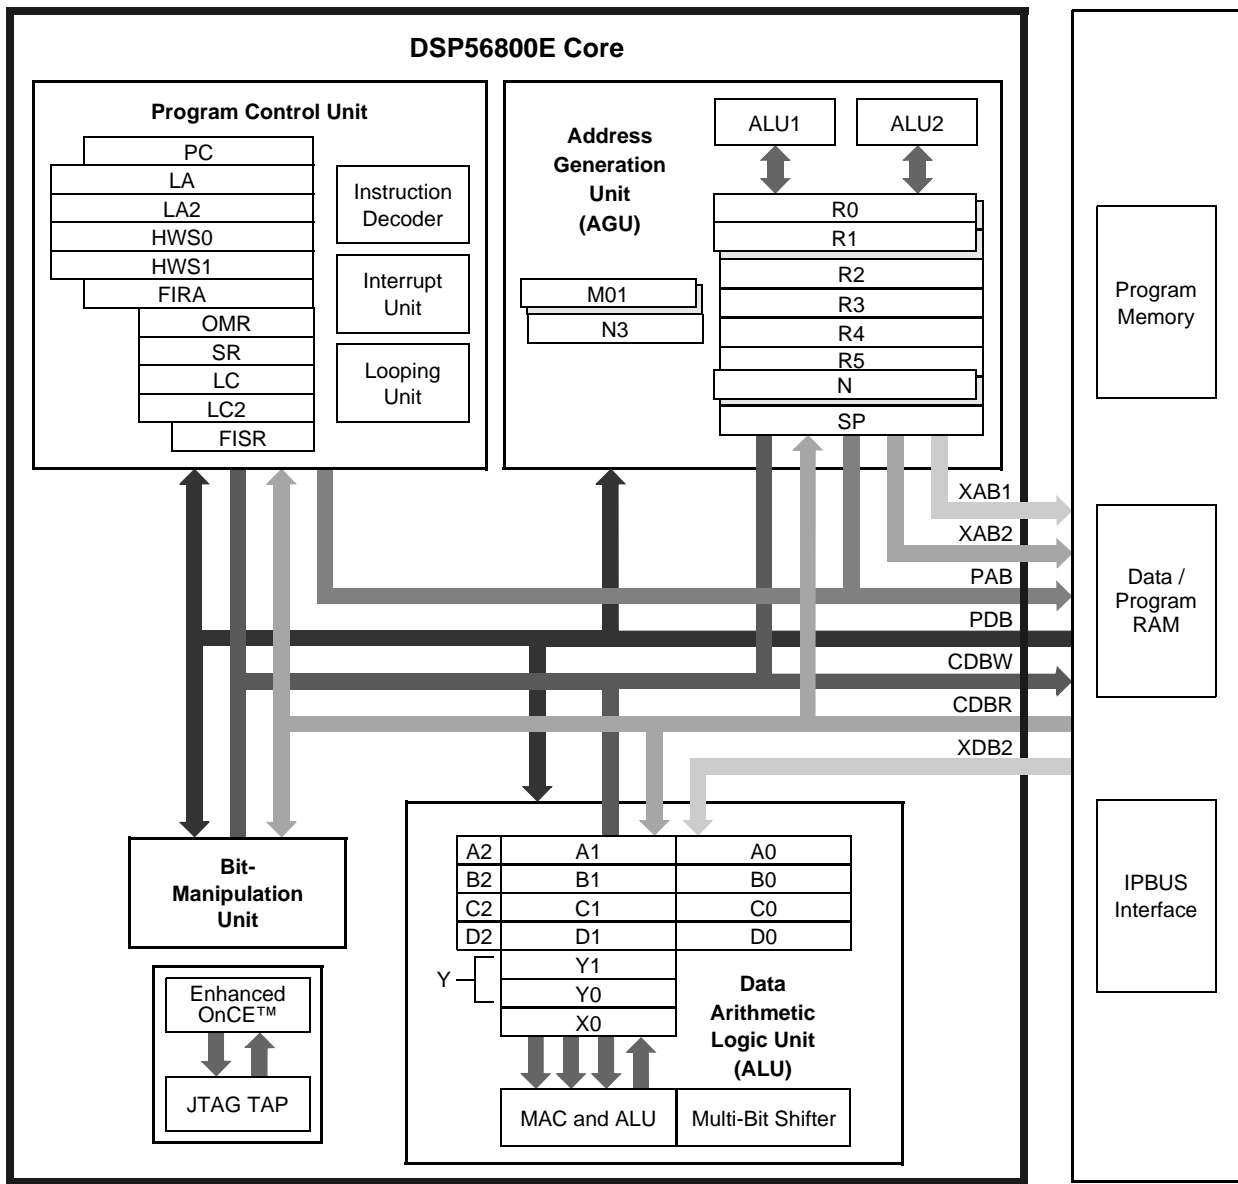 DSP56800E Core
Program Control Unit
PC
LA
LA2
HWS0
HWS1
FIRA
OMR
SR
LC
LC2
FISR
Instruction
Decoder
Interrupt
Unit
Looping
Unit
Address
Generation
Unit
(AGU)
ALU1
ALU2
R0
R1
R2
R3
R4
R5
N
SP
M01
N3
XAB1
XAB2
PAB
PDB
CDBW
CDBR
XDB2
Program
Memory
Data /
Program
RAM
IPBUS
Interface
Bit-
Manipulation
Unit
Enhanced
OnCE™
JTAG TAP
A2 A1 A0
B2 B1 B0
C2 C1 C0
D2 D1 D0
Y
Y1
Y0
X0
Data
Arithmetic
Logic Unit
(ALU)
MAC and ALU
Multi-Bit Shifter